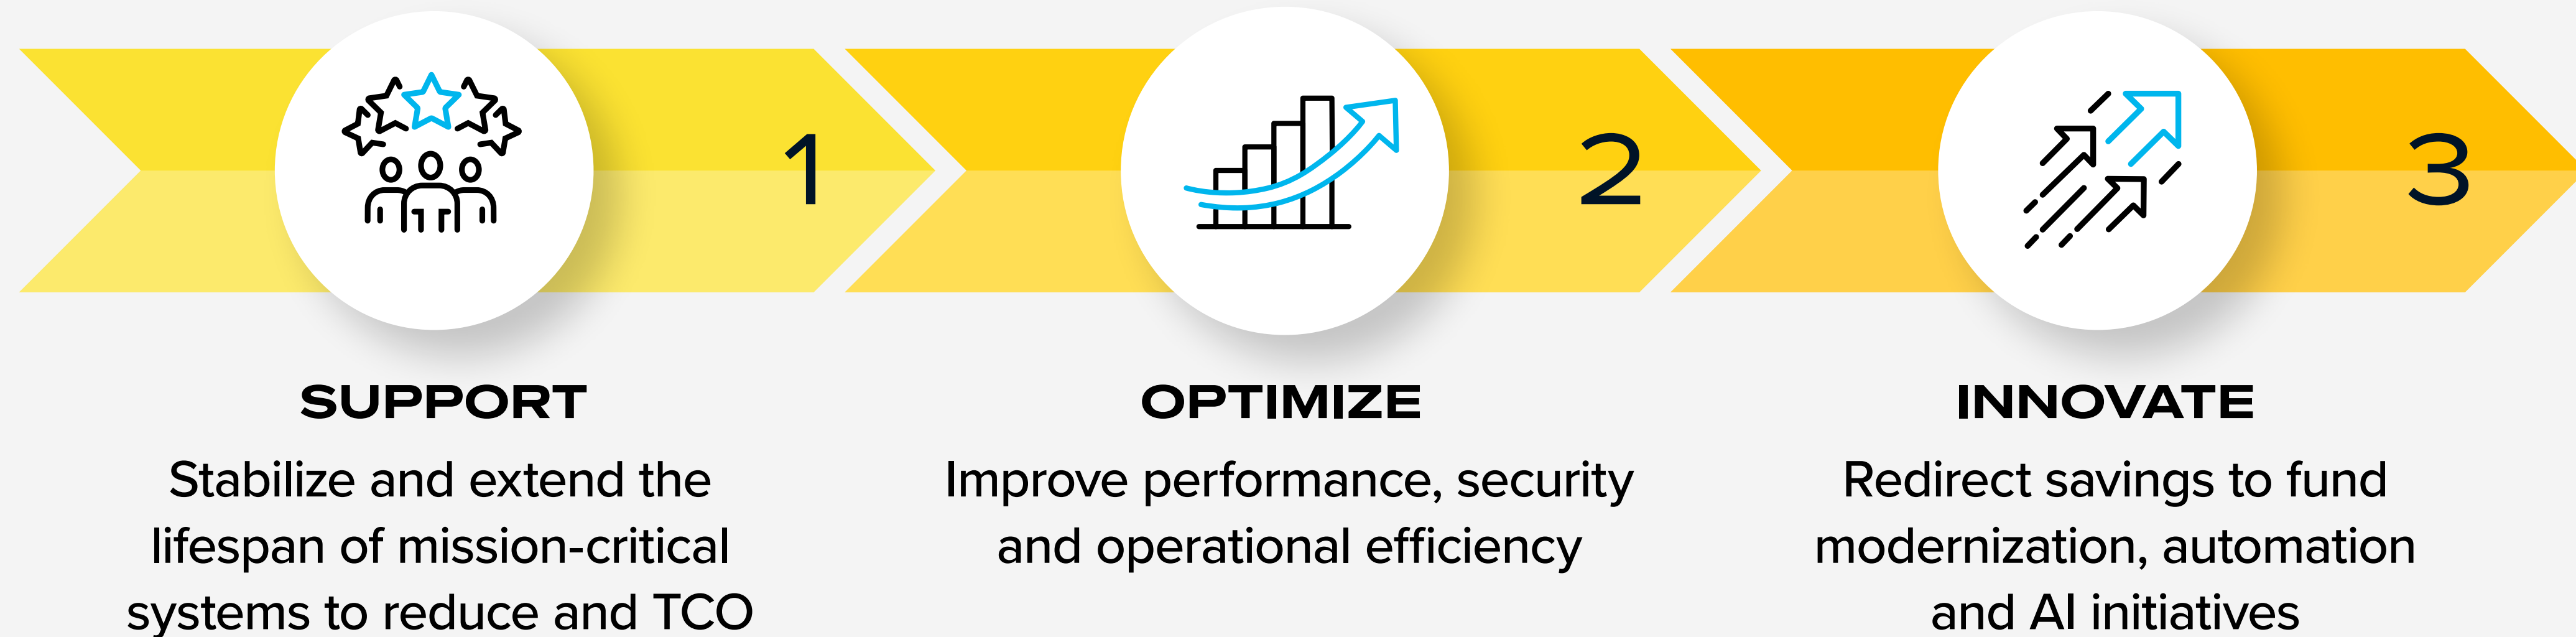 1
2
3
SUPPORT
Stabilize and extend the
lifespan of mission-critical
systems to reduce and TCO
OPTIMIZE
Improve performance, security
and operational efficiency
INNOVATE
Redirect savings to fund
modernization, automation
and AI initiatives